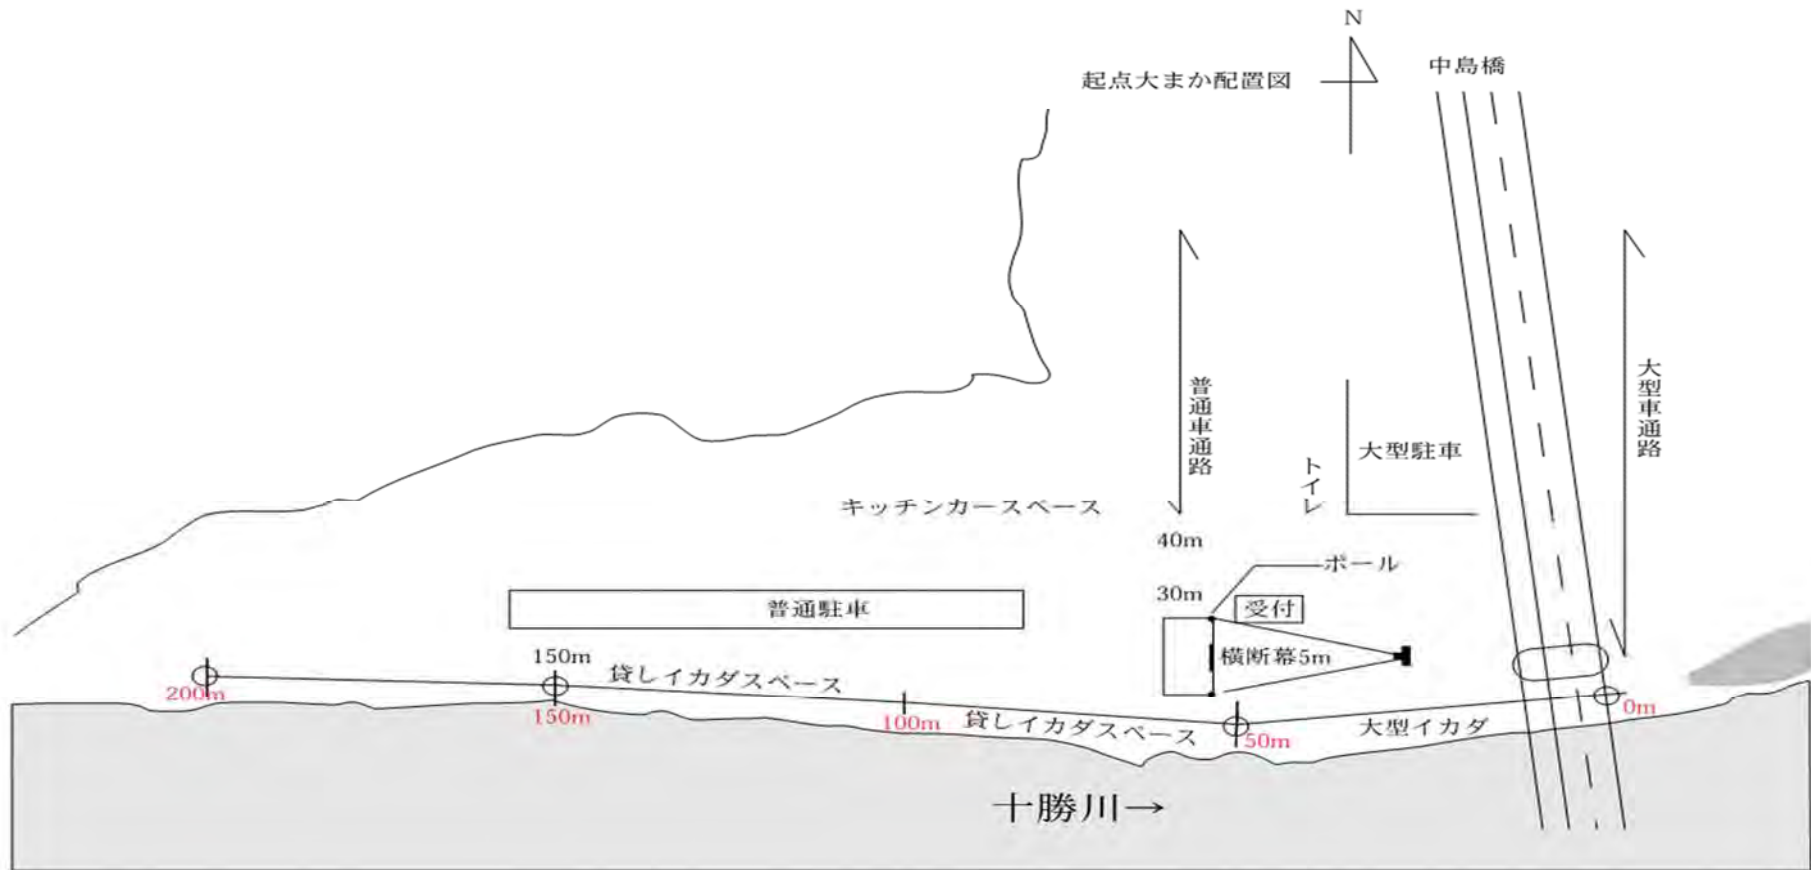 N
中島橋
起点大まか配置図
普通車通路
大型車通路
大型駐車
トイレ
キッチンカースペース
40m
ポール
30m
受付
普通駐車
横断幕5m
150m
貸しイカダスペース
200m
150m
100m
貸しイカダスペース
50m
大型イカダ
0m
十勝川→